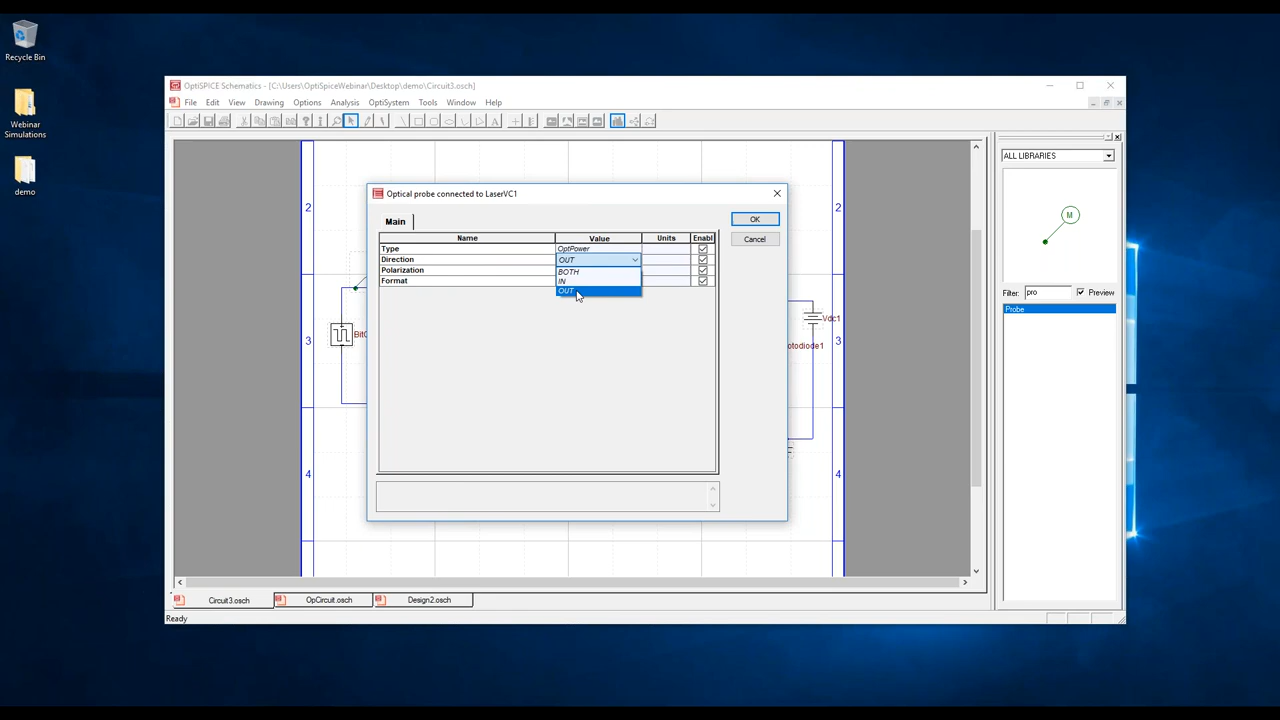 Recycle Bin
Webinar
Simulations
demo
OptiSPICE Schematics - [C:\Users\OptiSpiceWebinar\Desktop\demo\Circuit3.osch]
File Edit View Drawing Options Analysis OptiSystem Tools Window Help
2
2
3
3
4
4
Vdc1
otodiode1
Optical probe connected to LaserVC1
Main
OK
Cancel
Name Value Units Enabl
Type OptPower
Direction OUT
Polarization BOTH
Format IN
OUT
ALL LIBRARIES
M
Filter: pro Preview
Probe
Circuit3.osch OpCircuit.osch Design2.osch
Ready